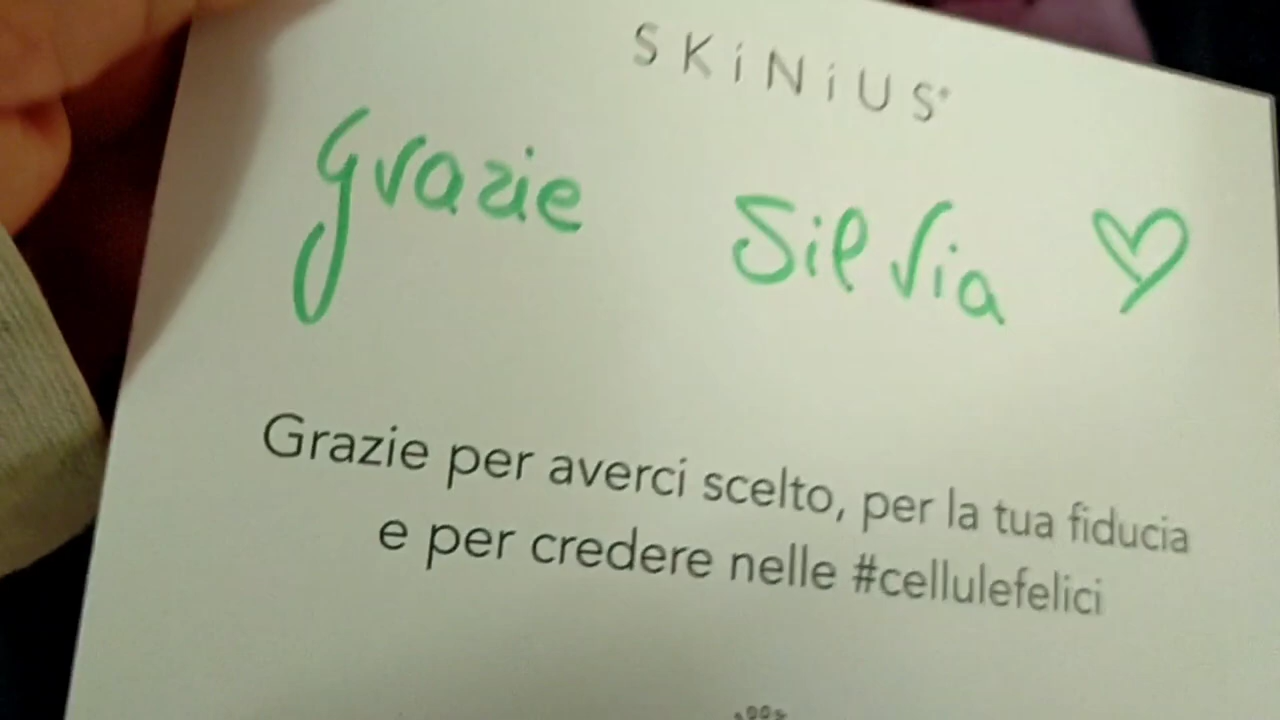 SKiNiUS
Grazie Silvia
Grazie per averci scelto, per la tua fiducia
e per credere nelle #cellulefelici